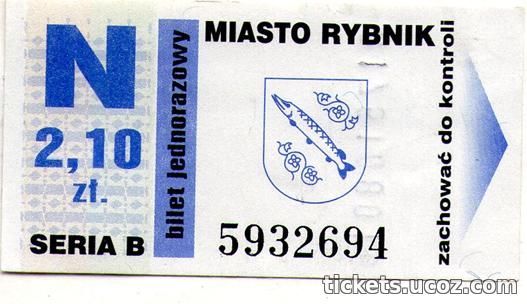 N
2,10
zł.
SERIA B
bilet jednorazowy
MIASTO RYBNIK
5932694
zachować do kontroli
tickets.ucoz.com